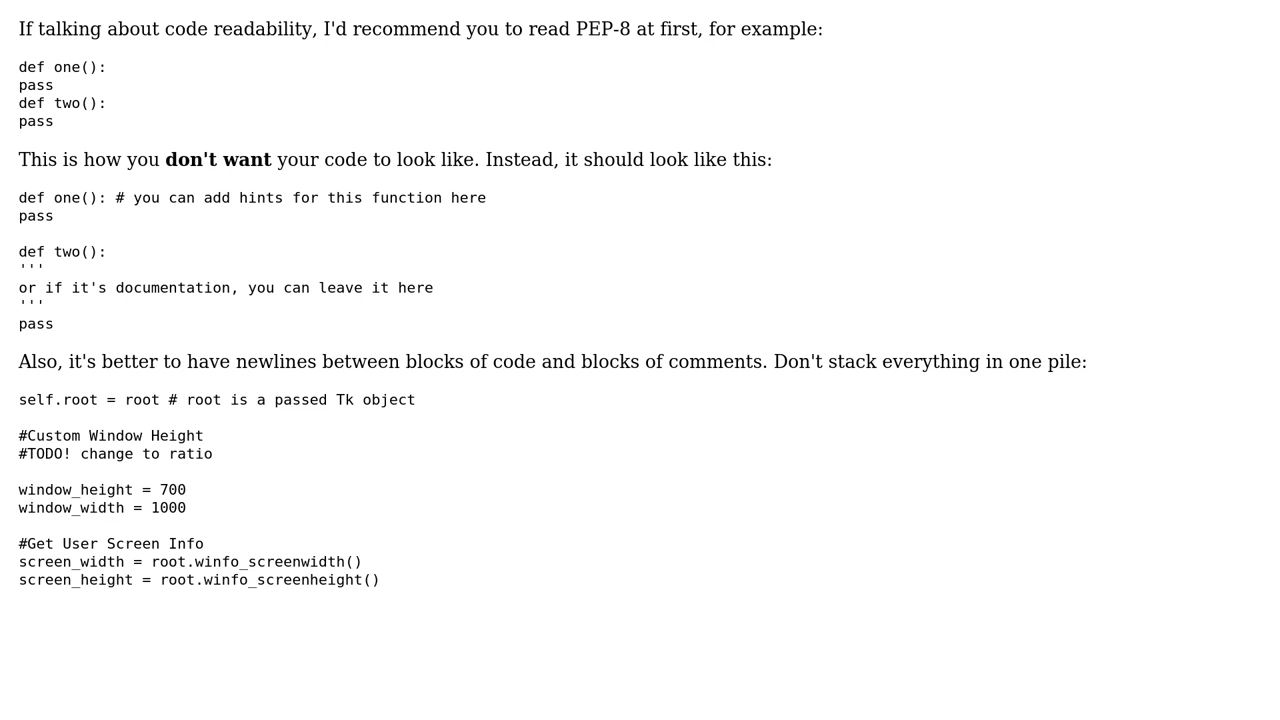 If talking about code readability, I'd recommend you to read PEP-8 at first, for example:
def one():
pass
def two():
pass
This is how you don't want your code to look like. Instead, it should look like this:
def one(): # you can add hints for this function here
pass
def two():
'''
or if it's documentation, you can leave it here
'''
pass
Also, it's better to have newlines between blocks of code and blocks of comments. Don't stack everything in one pile:
self.root = root # root is a passed Tk object
#Custom Window Height
#TODO! change to ratio
window_height = 700
window_width = 1000
#Get User Screen Info
screen_width = root.winfo_screenwidth()
screen_height = root.winfo_screenheight()